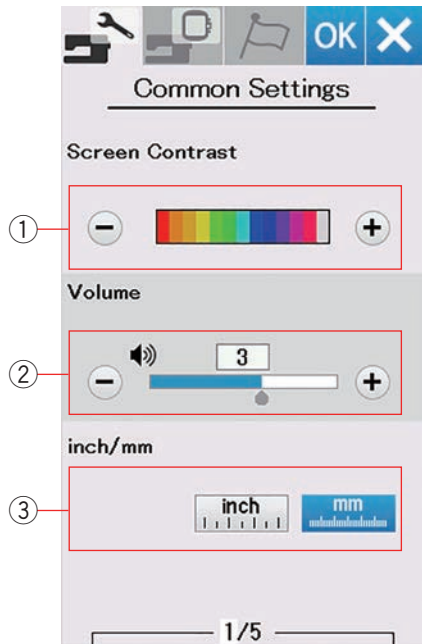 OK
Common Settings
Screen Contrast
1
Volume
2
3
inch/mm
3
inch
mm
1/5